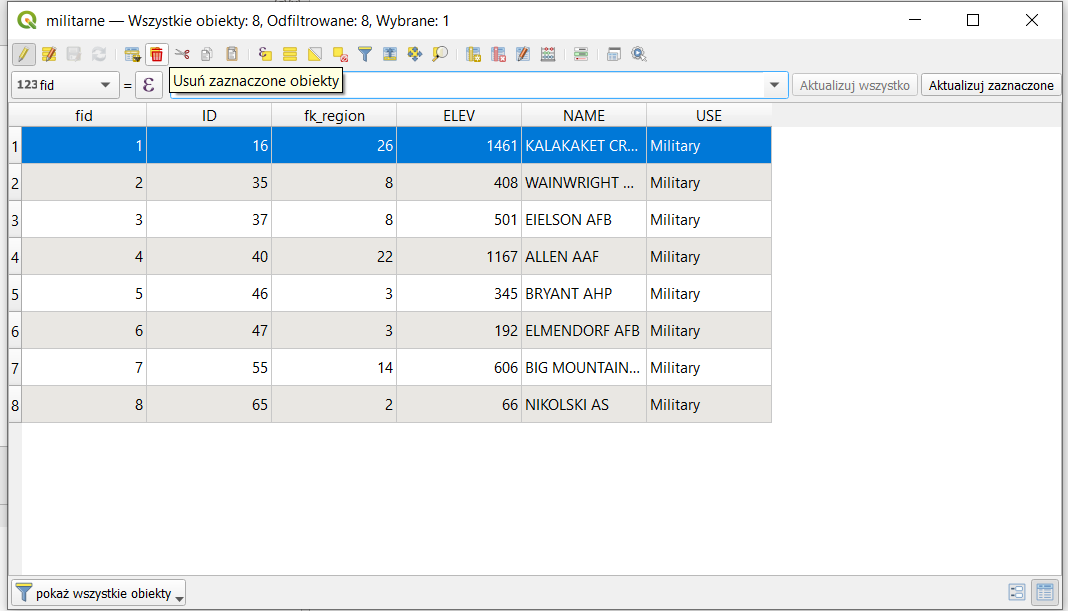 militarne — Wszystkie obiekty: 8, Odfiltrowane: 8, Wybrane: 1
123 fid = ε Usuń zaznaczone obiekty Aktualizuj wszystko Aktualizuj zaznaczone
fid ID fk_region ELEV NAME USE
1 1 16 26 1461 KALAKAKET CR... Military
2 2 35 8 408 WAINWRIGHT ... Military
3 3 37 8 501 EIELSON AFB Military
4 4 40 22 1167 ALLEN AAF Military
5 5 46 3 345 BRYANT AHP Military
6 6 47 3 192 ELMENDORF AFB Military
7 7 55 14 606 BIG MOUNTAIN... Military
8 8 65 2 66 NIKOLSKI AS Military
pokaż wszystkie obiekty